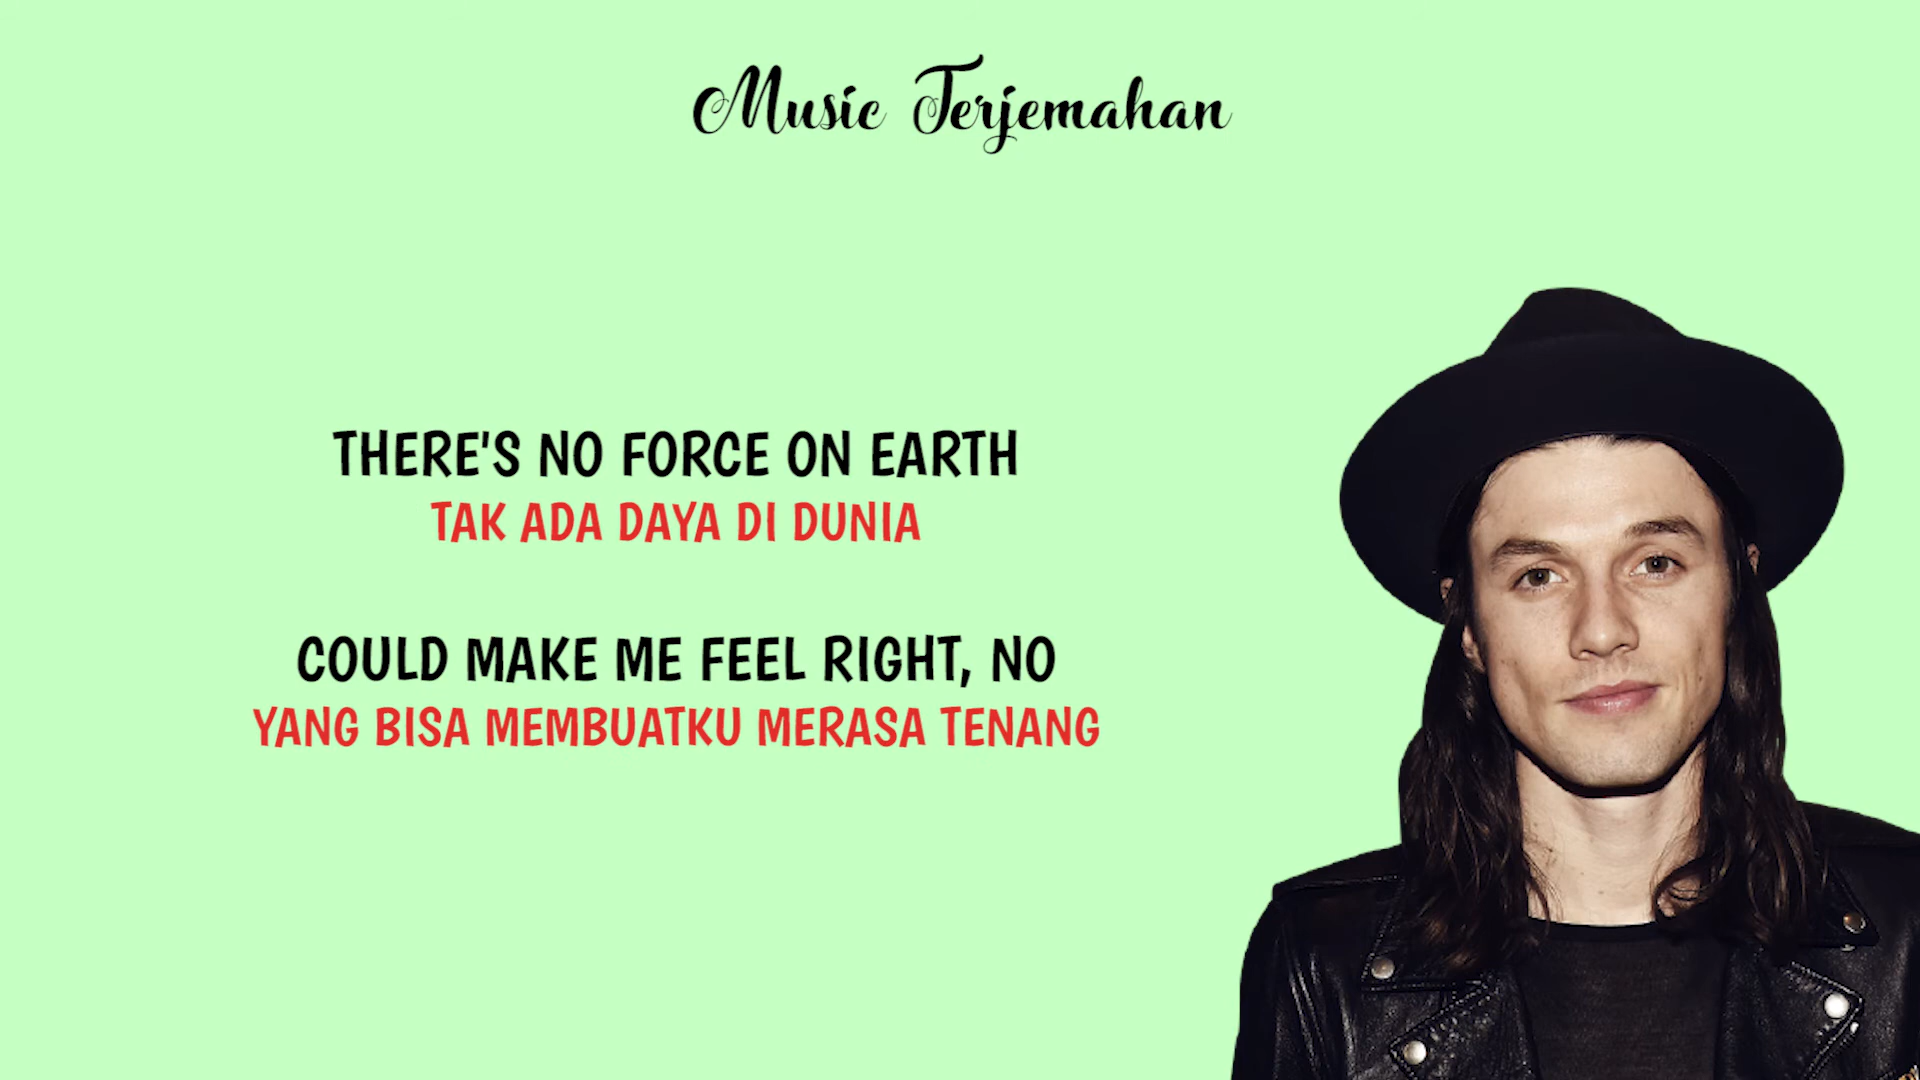 Music Terjemahan
THERE'S NO FORCE ON EARTH
TAK ADA DAYA DI DUNIA
COULD MAKE ME FEEL RIGHT, NO
YANG BISA MEMBUATKU MERASA TENANG